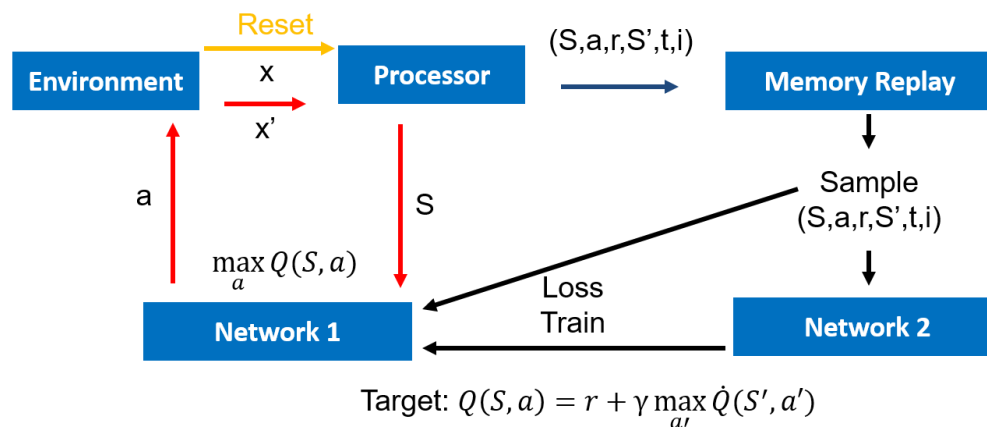 Reset
(S,a,r,S’,t,i)
Environment
x
x’
Processor
Memory Replay
a
S
Sample
(S,a,r,S’,t,i)
max Q(S, a)
a
Loss
Train
Network 1
Network 2
Target: Q(S, a) = r + γ max Q̇(S′, a′)
a′